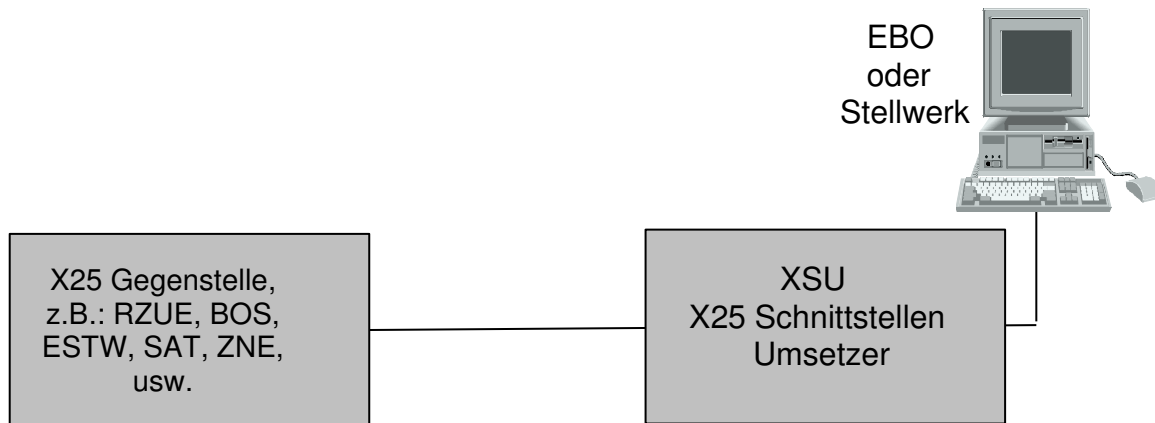 EBO
oder
Stellwerk
X25 Gegenstelle,
z.B.: RZUE, BOS,
ESTW, SAT, ZNE,
usw.
XSU
X25 Schnittstellen
Umsetzer